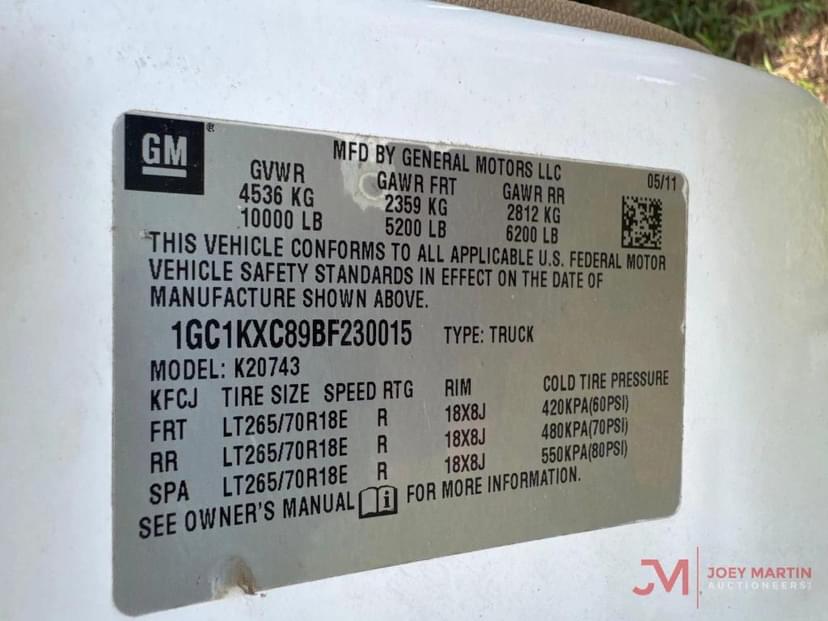 GM®
MFD BY GENERAL MOTORS LLC
05/11
GVWR GAWR FRT GAWR RR
4536 KG 2359 KG 2812 KG
10000 LB 5200 LB 6200 LB
THIS VEHICLE CONFORMS TO ALL APPLICABLE U.S. FEDERAL MOTOR
VEHICLE SAFETY STANDARDS IN EFFECT ON THE DATE OF
MANUFACTURE SHOWN ABOVE.
1GC1KXC89BF230015 TYPE: TRUCK
MODEL: K20743
KFCJ TIRE SIZE SPEED RTG RIM COLD TIRE PRESSURE
FRT LT265/70R18E R 18X8J 420KPA(60PSI)
RR LT265/70R18E R 18X8J 480KPA(70PSI)
SPA LT265/70R18E R 18X8J 550KPA(80PSI)
SEE OWNER'S MANUAL i FOR MORE INFORMATION.
JM JOEY MARTIN
AUCTIONEERS